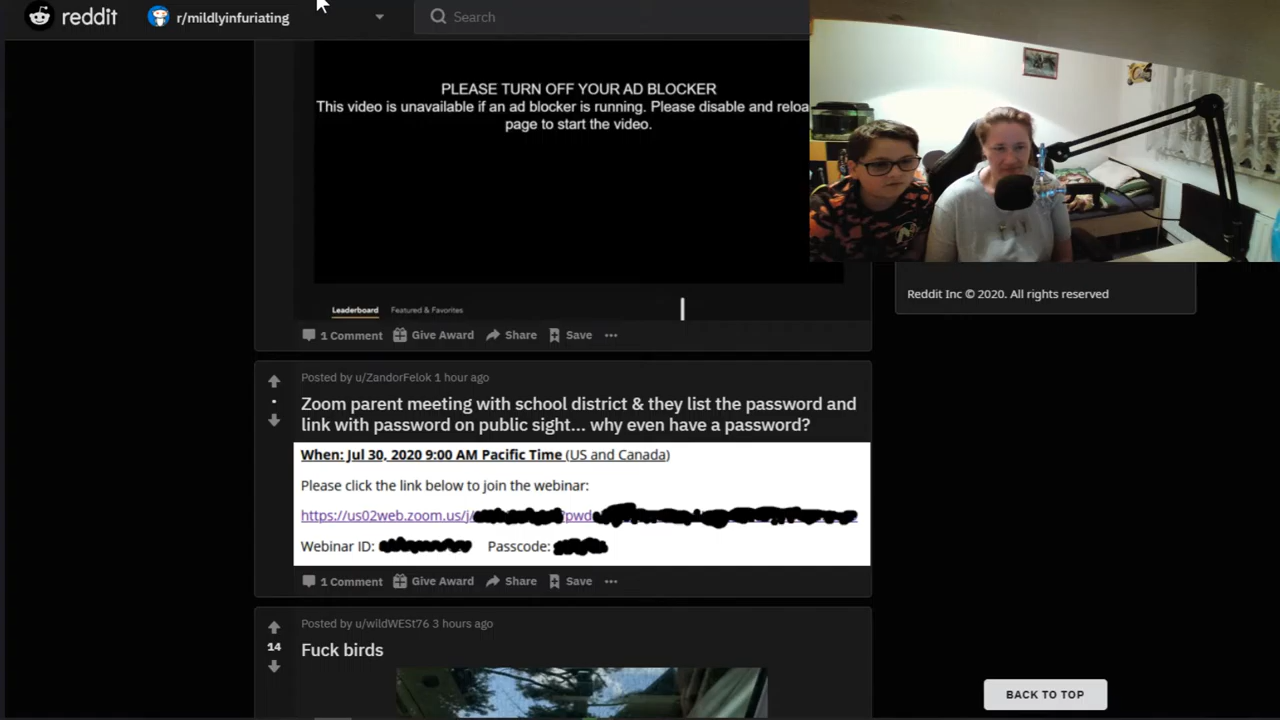 reddit
r/mildlyinfuriating
Search
PLEASE TURN OFF YOUR AD BLOCKER
This video is unavailable if an ad blocker is running. Please disable and reloa
page to start the video.
Leaderboard Featured & Favorites
1 Comment Give Award Share Save
Reddit Inc © 2020. All rights reserved
Posted by u/ZandorFelok 1 hour ago
Zoom parent meeting with school district & they list the password and
link with password on public sight... why even have a password?
When: Jul 30, 2020 9:00 AM Pacific Time (US and Canada)
Please click the link below to join the webinar:
https://us02web.zoom.us/j/ ?pwd
Webinar ID: Passcode:
1 Comment Give Award Share Save
Posted by u/wildWESt76 3 hours ago
14
Fuck birds
BACK TO TOP